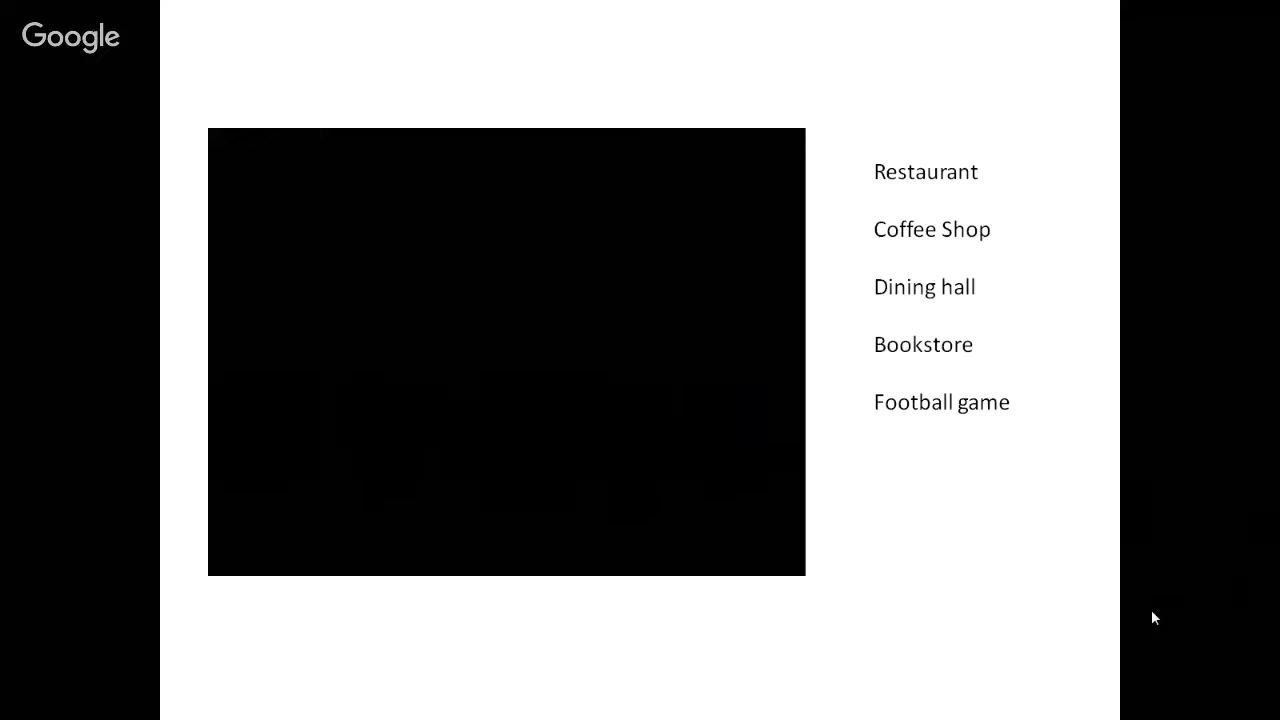 Google
Restaurant
Coffee Shop
Dining hall
Bookstore
Football game